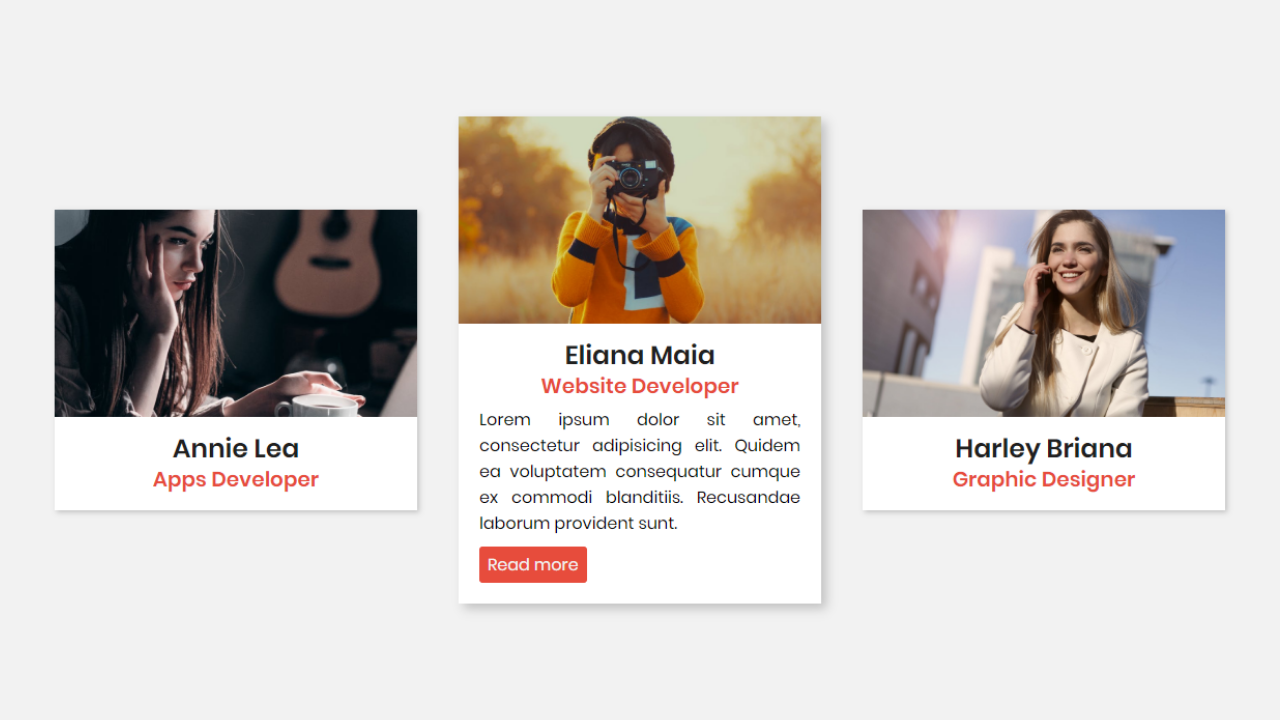 Annie Lea
Apps Developer
Eliana Maia
Website Developer
Lorem ipsum dolor sit amet,
consectetur adipisicing elit. Quidem
ea voluptatem consequatur cumque
ex commodi blanditiis. Recusandae
laborum provident sunt.
Read more
Harley Briana
Graphic Designer